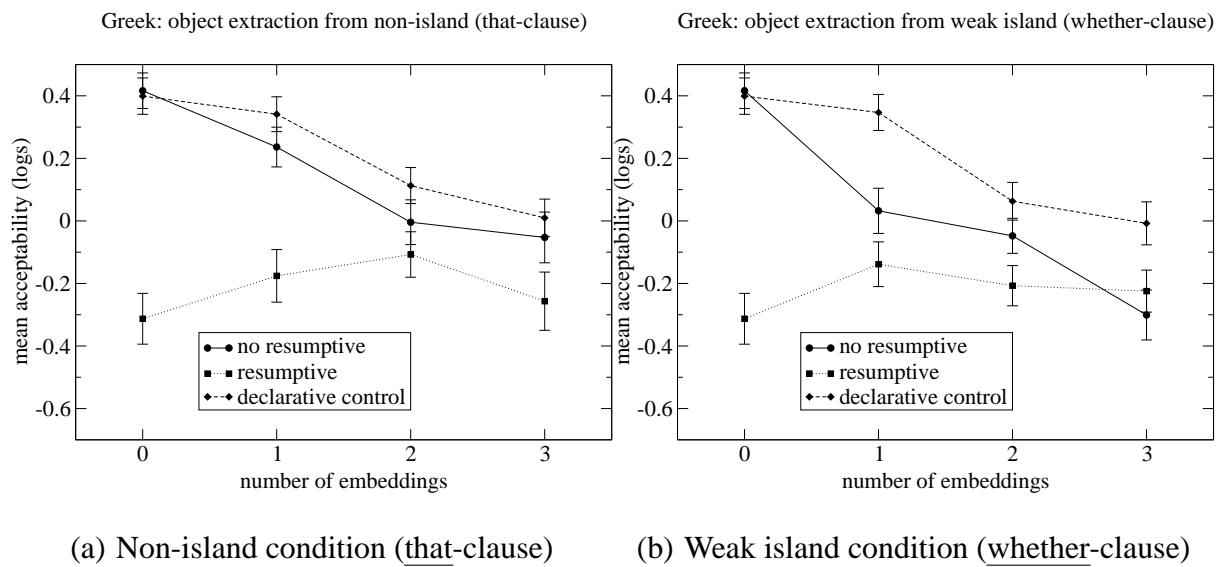 Greek: object extraction from non-island (that-clause)
mean acceptability (logs)
0.4
0.2
0
-0.2
-0.4
-0.6
no resumptive
resumptive
declarative control
0 1 2 3
number of embeddings
Greek: object extraction from weak island (whether-clause)
mean acceptability (logs)
0.4
0.2
0
-0.2
-0.4
-0.6
no resumptive
resumptive
declarative control
0 1 2 3
number of embeddings
(a) Non-island condition (that-clause)
(b) Weak island condition (whether-clause)